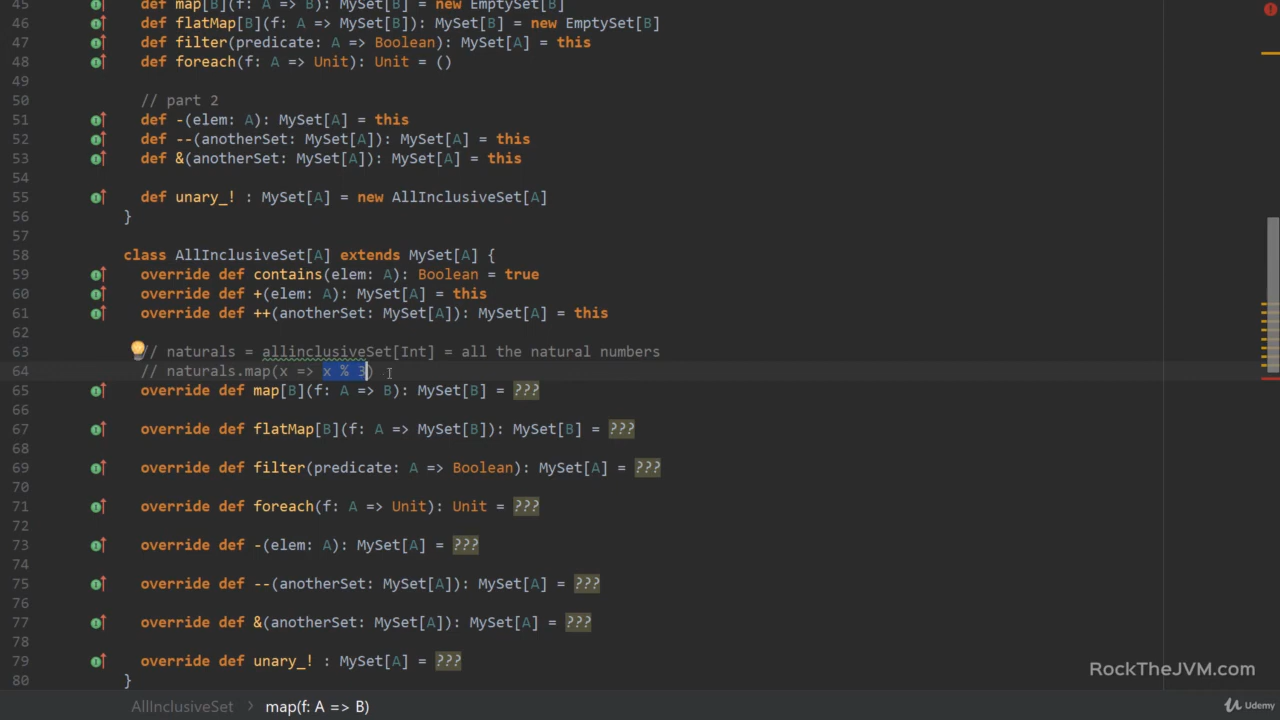 45 def map[B](f: A => B): MySet[B] = new EmptySet[B]
46 def flatMap[B](f: A => MySet[B]): MySet[B] = new EmptySet[B]
47 def filter(predicate: A => Boolean): MySet[A] = this
48 def foreach(f: A => Unit): Unit = ()
49
50 // part 2
51 def -(elem: A): MySet[A] = this
52 def --(anotherSet: MySet[A]): MySet[A] = this
53 def &(anotherSet: MySet[A]): MySet[A] = this
54
55 def unary_! : MySet[A] = new AllInclusiveSet[A]
56 }
57
58 class AllInclusiveSet[A] extends MySet[A] {
59 override def contains(elem: A): Boolean = true
60 override def +(elem: A): MySet[A] = this
61 override def ++(anotherSet: MySet[A]): MySet[A] = this
62
63 // naturals = allinclusiveSet[Int] = all the natural numbers
64 // naturals.map(x => x % 3)
65 override def map[B](f: A => B): MySet[B] = ???
66
67 override def flatMap[B](f: A => MySet[B]): MySet[B] = ???
68
69 override def filter(predicate: A => Boolean): MySet[A] = ???
70
71 override def foreach(f: A => Unit): Unit = ???
72
73 override def -(elem: A): MySet[A] = ???
74
75 override def --(anotherSet: MySet[A]): MySet[A] = ???
76
77 override def &(anotherSet: MySet[A]): MySet[A] = ???
78
79 override def unary_! : MySet[A] = ???
80 }
RockTheJVM.com
AllInclusiveSet > map(f: A => B)
Udemy